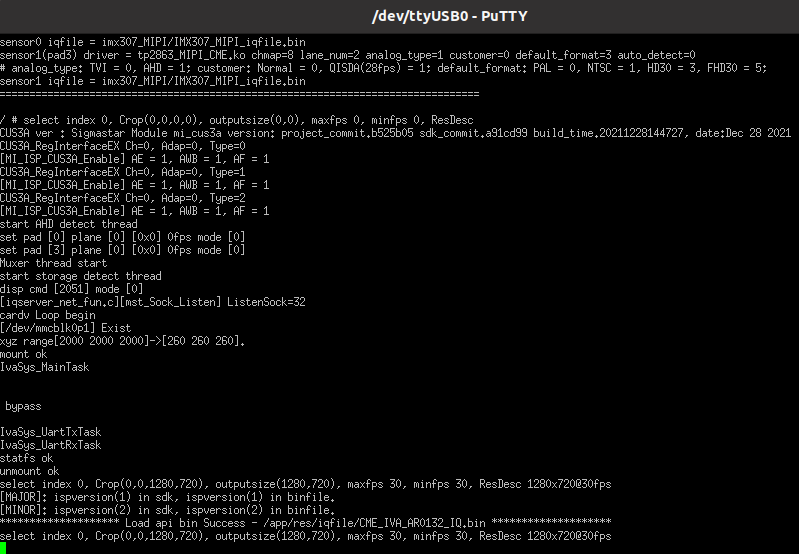 /dev/ttyUSB0 - PuTTY
sensor0 iqfile = imx307_MIPI/IMX307_MIPI_iqfile.bin
sensor1(pad3) driver = tp2863_MIPI_CME.ko chmap=8 lane_num=2 analog_type=1 customer=0 default_format=3 auto_detect=0
# analog_type: TVI = 0, AHD = 1; customer: Normal = 0, QISDA(28fps) = 1; default_format: PAL = 0, NTSC = 1, HD30 = 3, FHD30 = 5;
sensor1 iqfile = imx307_MIPI/IMX307_MIPI_iqfile.bin
================================================================================
/ # select index 0, Crop(0,0,0,0), outputsize(0,0), maxfps 0, minfps 0, ResDesc
CUS3A ver : Sigmastar Module mi_cus3a version: project_commit.b525b05 sdk_commit.a91cd99 build_time.20211228144727, date:Dec 28 2021
CUS3A_RegInterfaceEX Ch=0, Adap=0, Type=0
[MI_ISP_CUS3A_Enable] AE = 1, AWB = 1, AF = 1
CUS3A_RegInterfaceEX Ch=0, Adap=0, Type=1
[MI_ISP_CUS3A_Enable] AE = 1, AWB = 1, AF = 1
CUS3A_RegInterfaceEX Ch=0, Adap=0, Type=2
[MI_ISP_CUS3A_Enable] AE = 1, AWB = 1, AF = 1
start AHD detect thread
set pad [0] plane [0] [0x0] 0fps mode [0]
set pad [3] plane [0] [0x0] 0fps mode [0]
Muxer thread start
start storage detect thread
disp cmd [2051] mode [0]
[iqserver_net_fun.c][mst_Sock_Listen] ListenSock=32
cardv Loop begin
[/dev/mmcblk0p1] Exist
xyz range[2000 2000 2000]->[260 260 260].
mount ok
IvaSys_MainTask
bypass
IvaSys_UartTxTask
IvaSys_UartRxTask
statfs ok
unmount ok
select index 0, Crop(0,0,1280,720), outputsize(1280,720), maxfps 30, minfps 30, ResDesc 1280x720@30fps
[MAJOR]: ispversion(1) in sdk, ispversion(1) in binfile.
[MINOR]: ispversion(2) in sdk, ispversion(2) in binfile.
******************** Load api bin Success - /app/res/iqfile/CME_IVA_AR0132_IQ.bin ********************
select index 0, Crop(0,0,1280,720), outputsize(1280,720), maxfps 30, minfps 30, ResDesc 1280x720@30fps